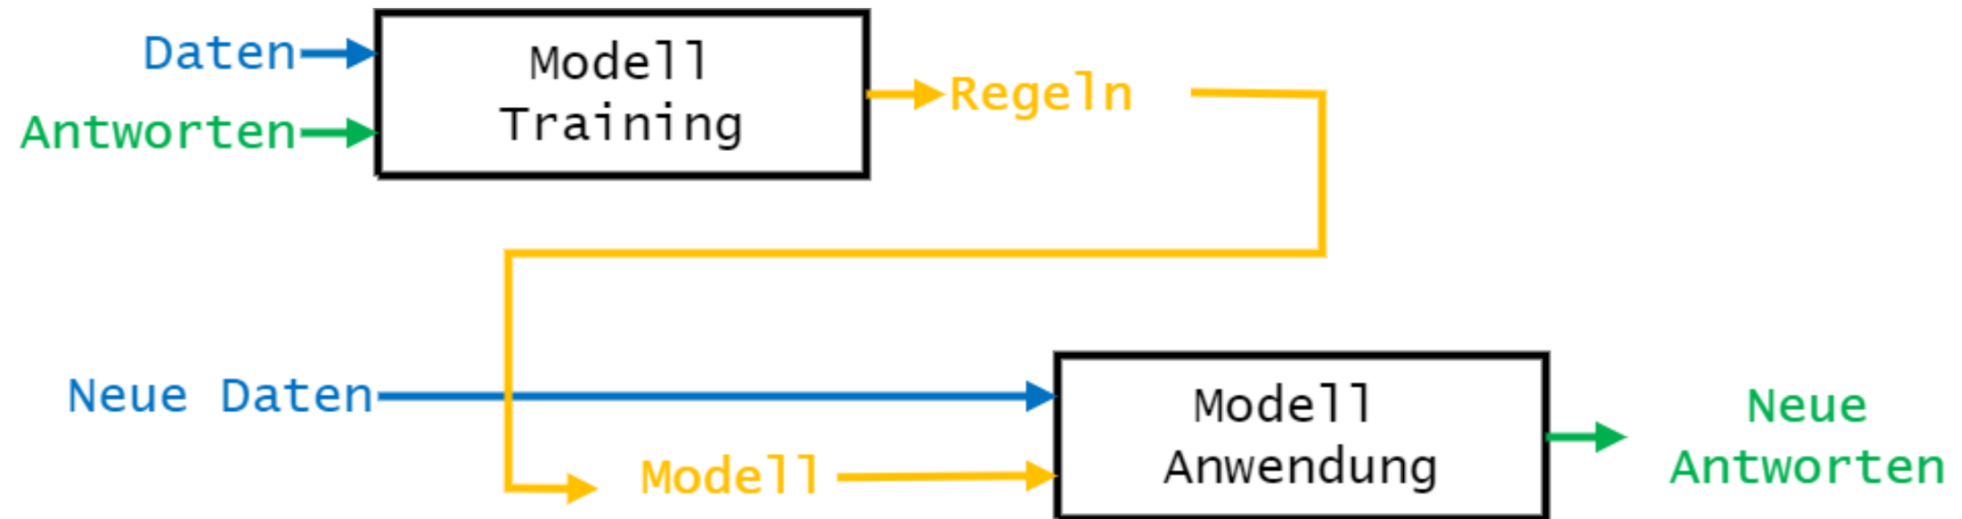 Daten
Antworten
Modell
Training
Regeln
Neue Daten
Modell
Modell
Anwendung
Neue
Antworten